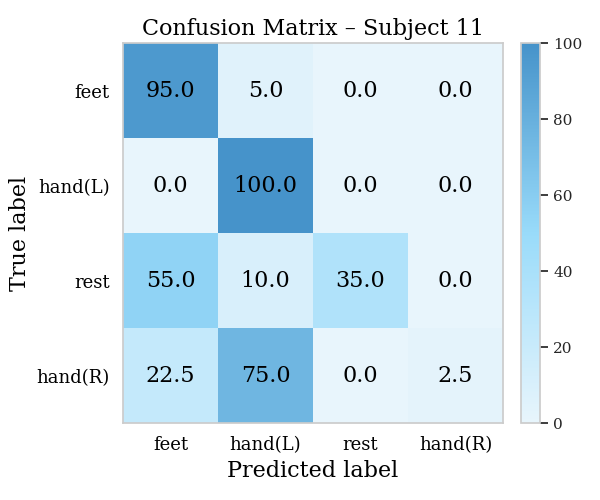 Confusion Matrix – Subject 11
True label
feet 95.0 5.0 0.0 0.0
hand(L) 0.0 100.0 0.0 0.0
rest 55.0 10.0 35.0 0.0
hand(R) 22.5 75.0 0.0 2.5
feet hand(L) rest hand(R)
Predicted label
100
80
60
40
20
0